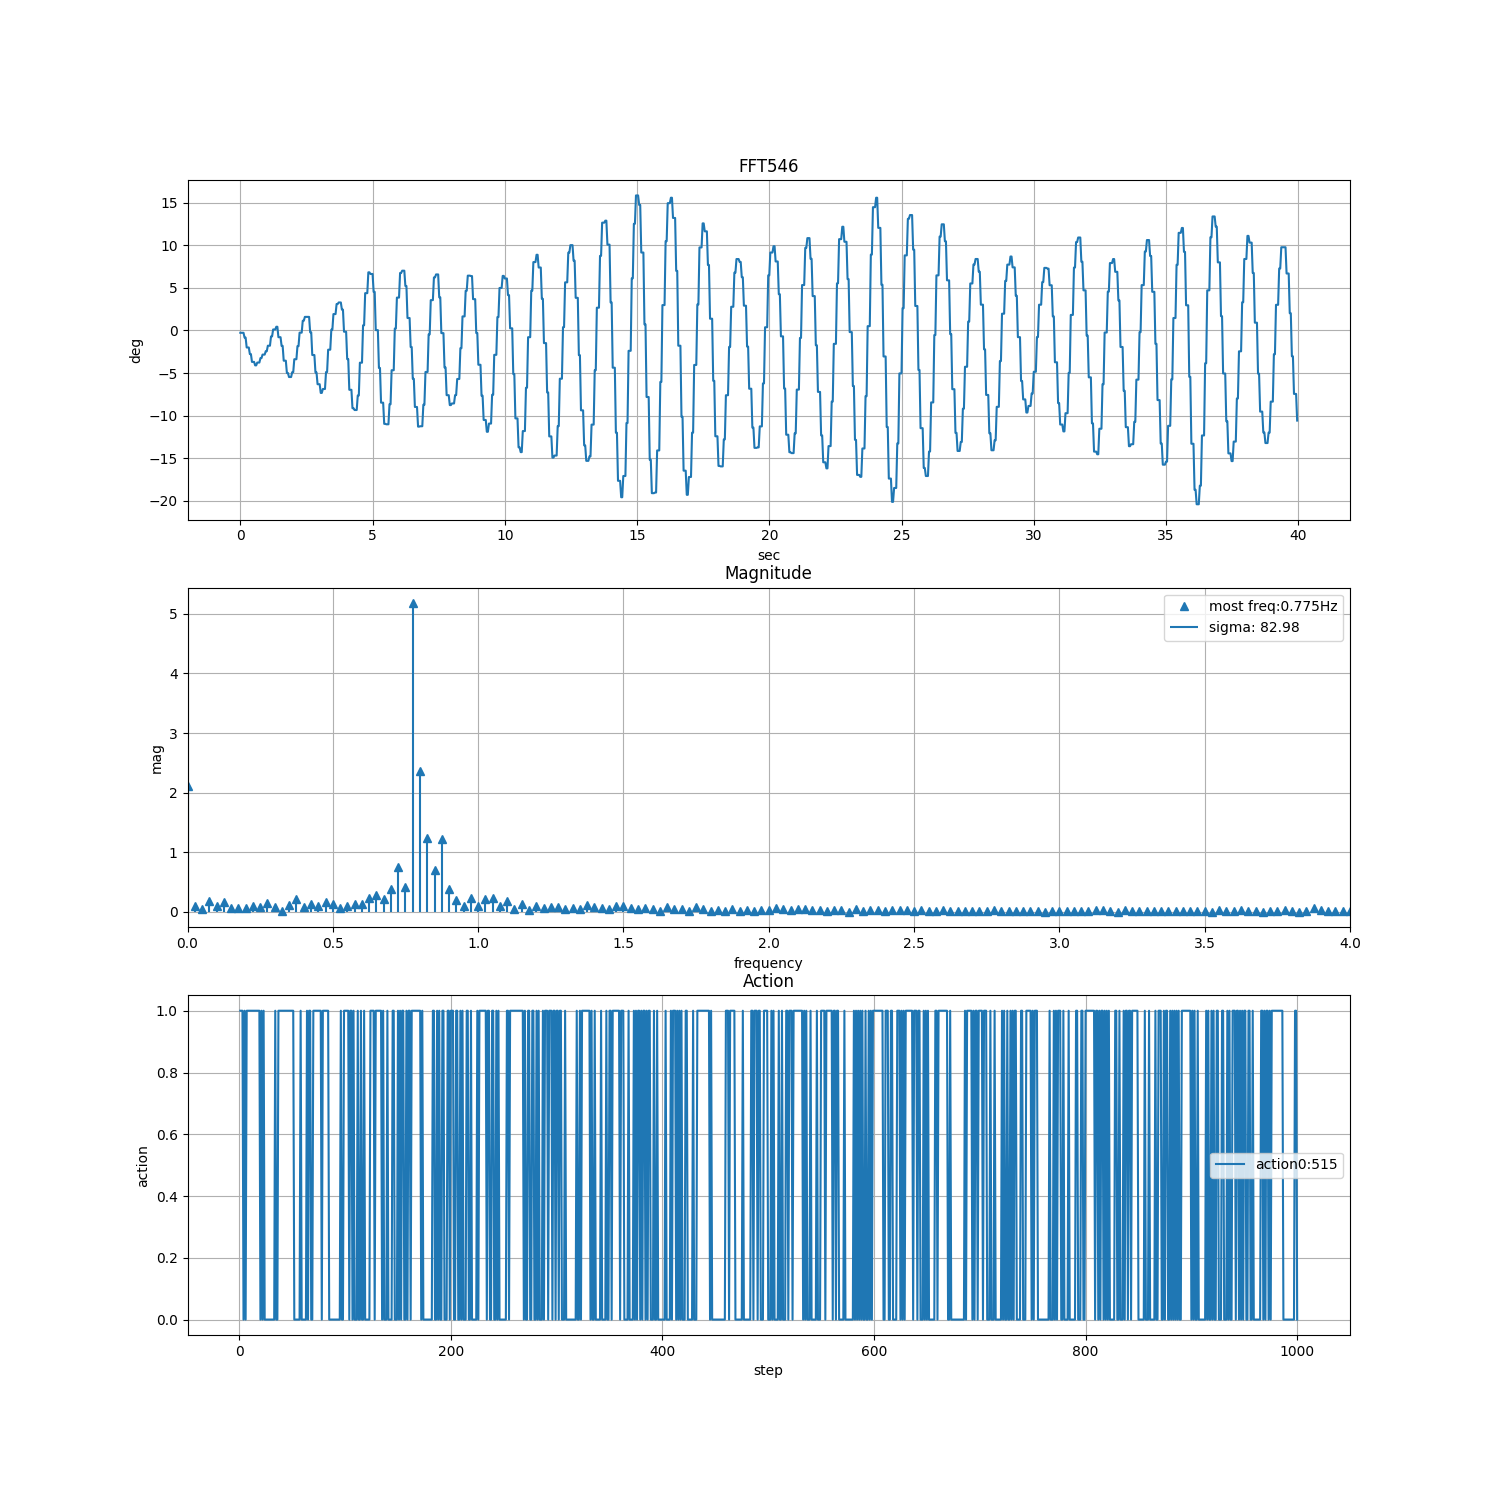 FFT546
15
10
5
0
−5
−10
−15
−20
deg
0 5 10 15 20 25 30 35 40
sec
Magnitude
5
4
3
2
1
0
mag
most freq:0.775Hz
sigma: 82.98
0.0 0.5 1.0 1.5 2.0 2.5 3.0 3.5 4.0
frequency
Action
1.0
0.8
0.6
0.4
0.2
0.0
action
action0:515
0 200 400 600 800 1000
step